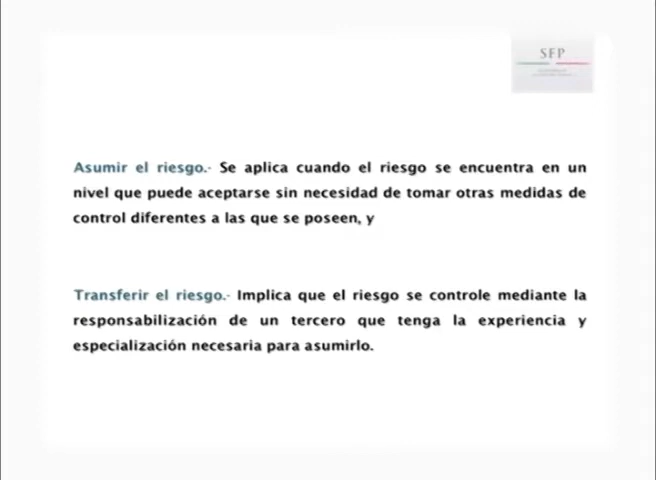 SFP
Asumir el riesgo.- Se aplica cuando el riesgo se encuentra en un
nivel que puede aceptarse sin necesidad de tomar otras medidas de
control diferentes a las que se poseen, y
Transferir el riesgo.- Implica que el riesgo se controle mediante la
responsabilización de un tercero que tenga la experiencia y
especialización necesaria para asumirlo.